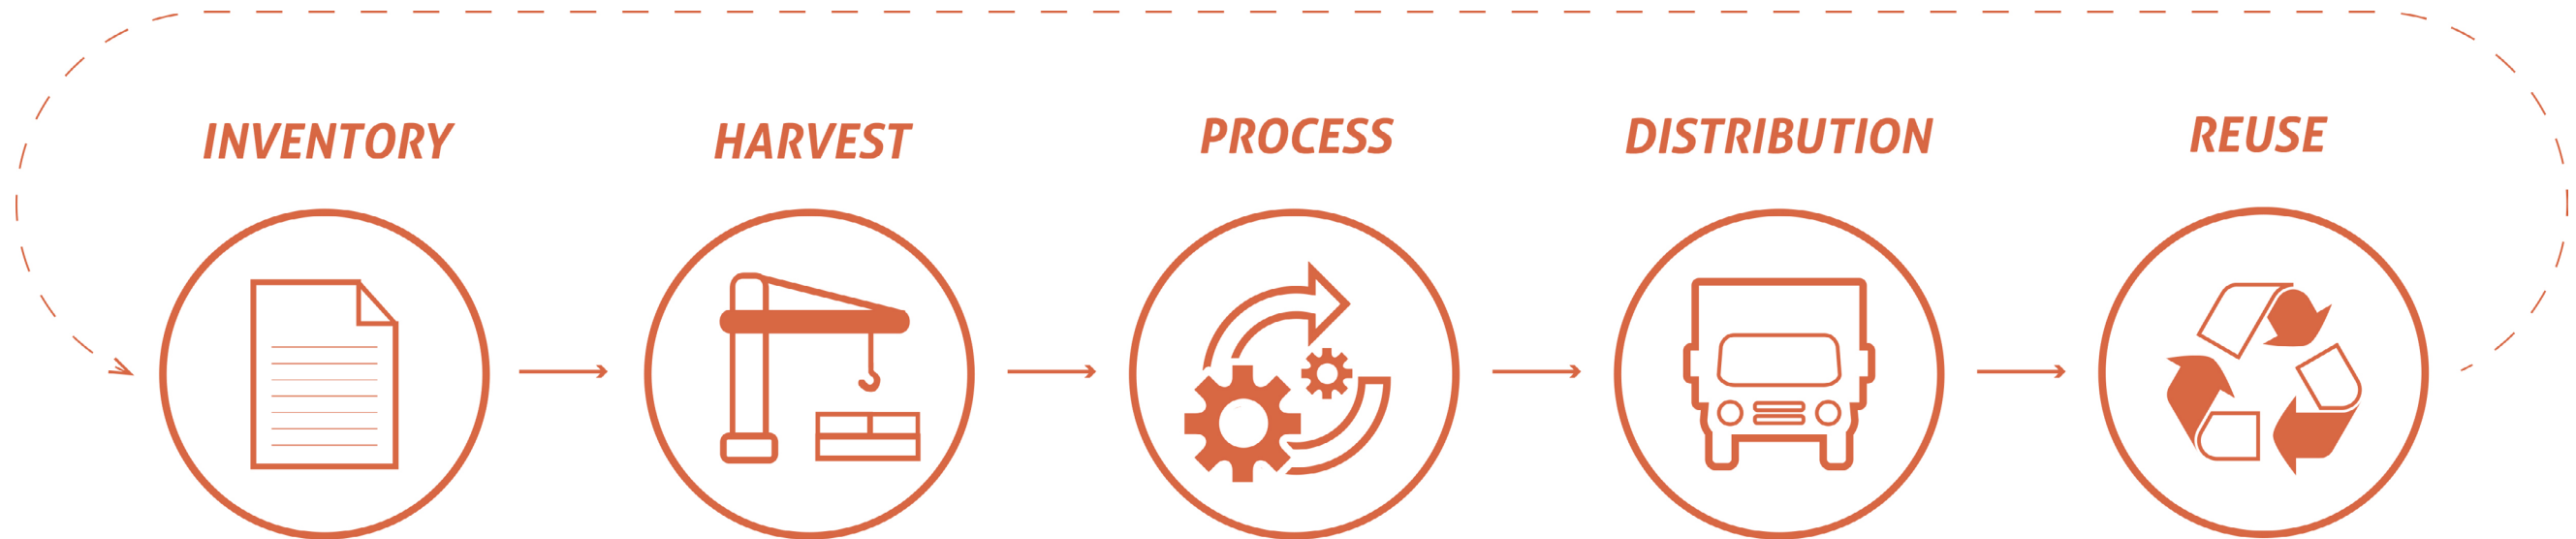 INVENTORY
HARVEST
PROCESS
DISTRIBUTION
REUSE